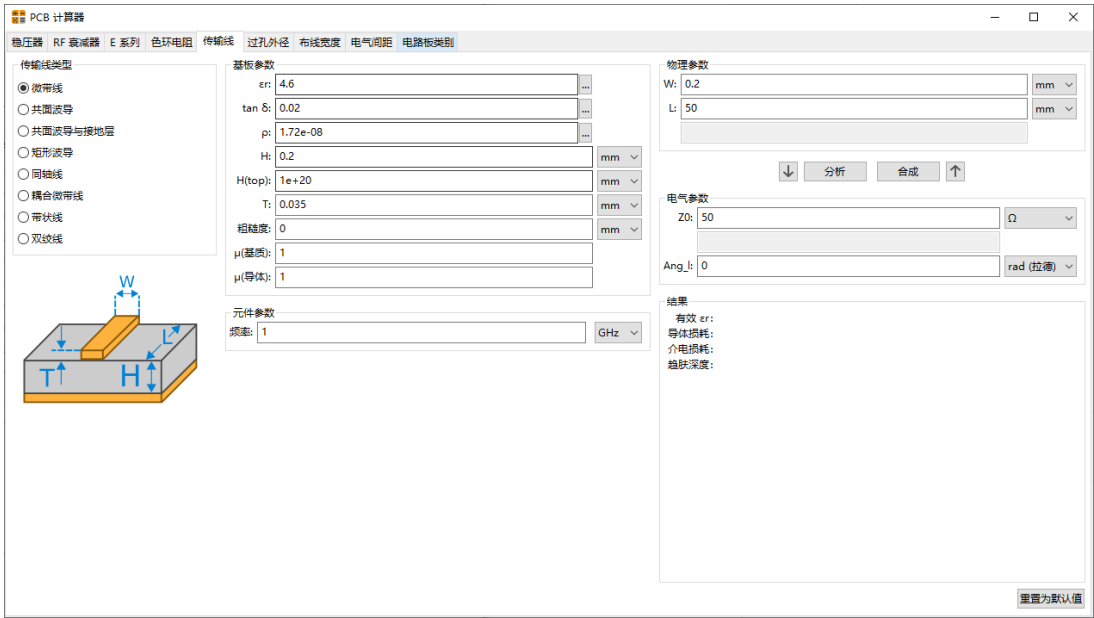 PCB 计算器
稳压器 RF 衰减器 E 系列 色环电阻 传输线 过孔外径 布线宽度 电气间距 电路板类别
传输线类型
微带线
共面波导
共面波导与接地层
矩形波导
同轴线
耦合微带线
带状线
双绞线
W
L
T
H
基板参数
εr: 4.6 ...
tan δ: 0.02 ...
ρ: 1.72e-08 ...
H: 0.2 mm
H(top): 1e+20 mm
T: 0.035 mm
粗糙度: 0 mm
μ(基质): 1
μ(导体): 1
元件参数
频率: 1 GHz
物理参数
W: 0.2 mm
L: 50 mm
分析 合成
电气参数
Z0: 50 Ω
Ang_l: 0 rad (拉德)
结果
有效 εr:
导体损耗:
介电损耗:
趋肤深度:
重置为默认值